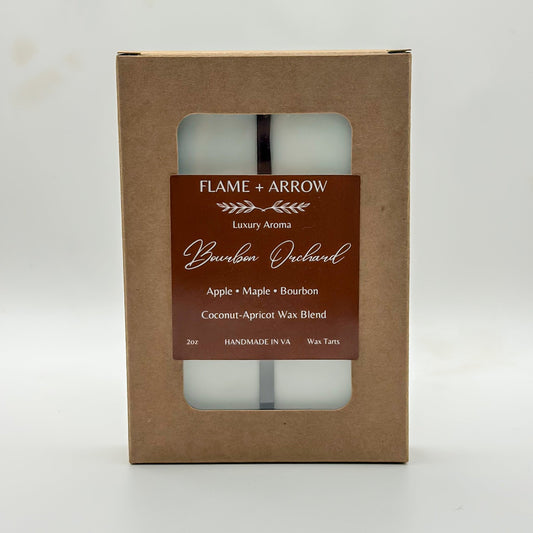 FLAME + ARROW
Luxury Aroma
Bourbon Orchard
Apple • Maple • Bourbon
Coconut-Apricot Wax Blend
2oz HANDMADE IN VA Wax Tarts